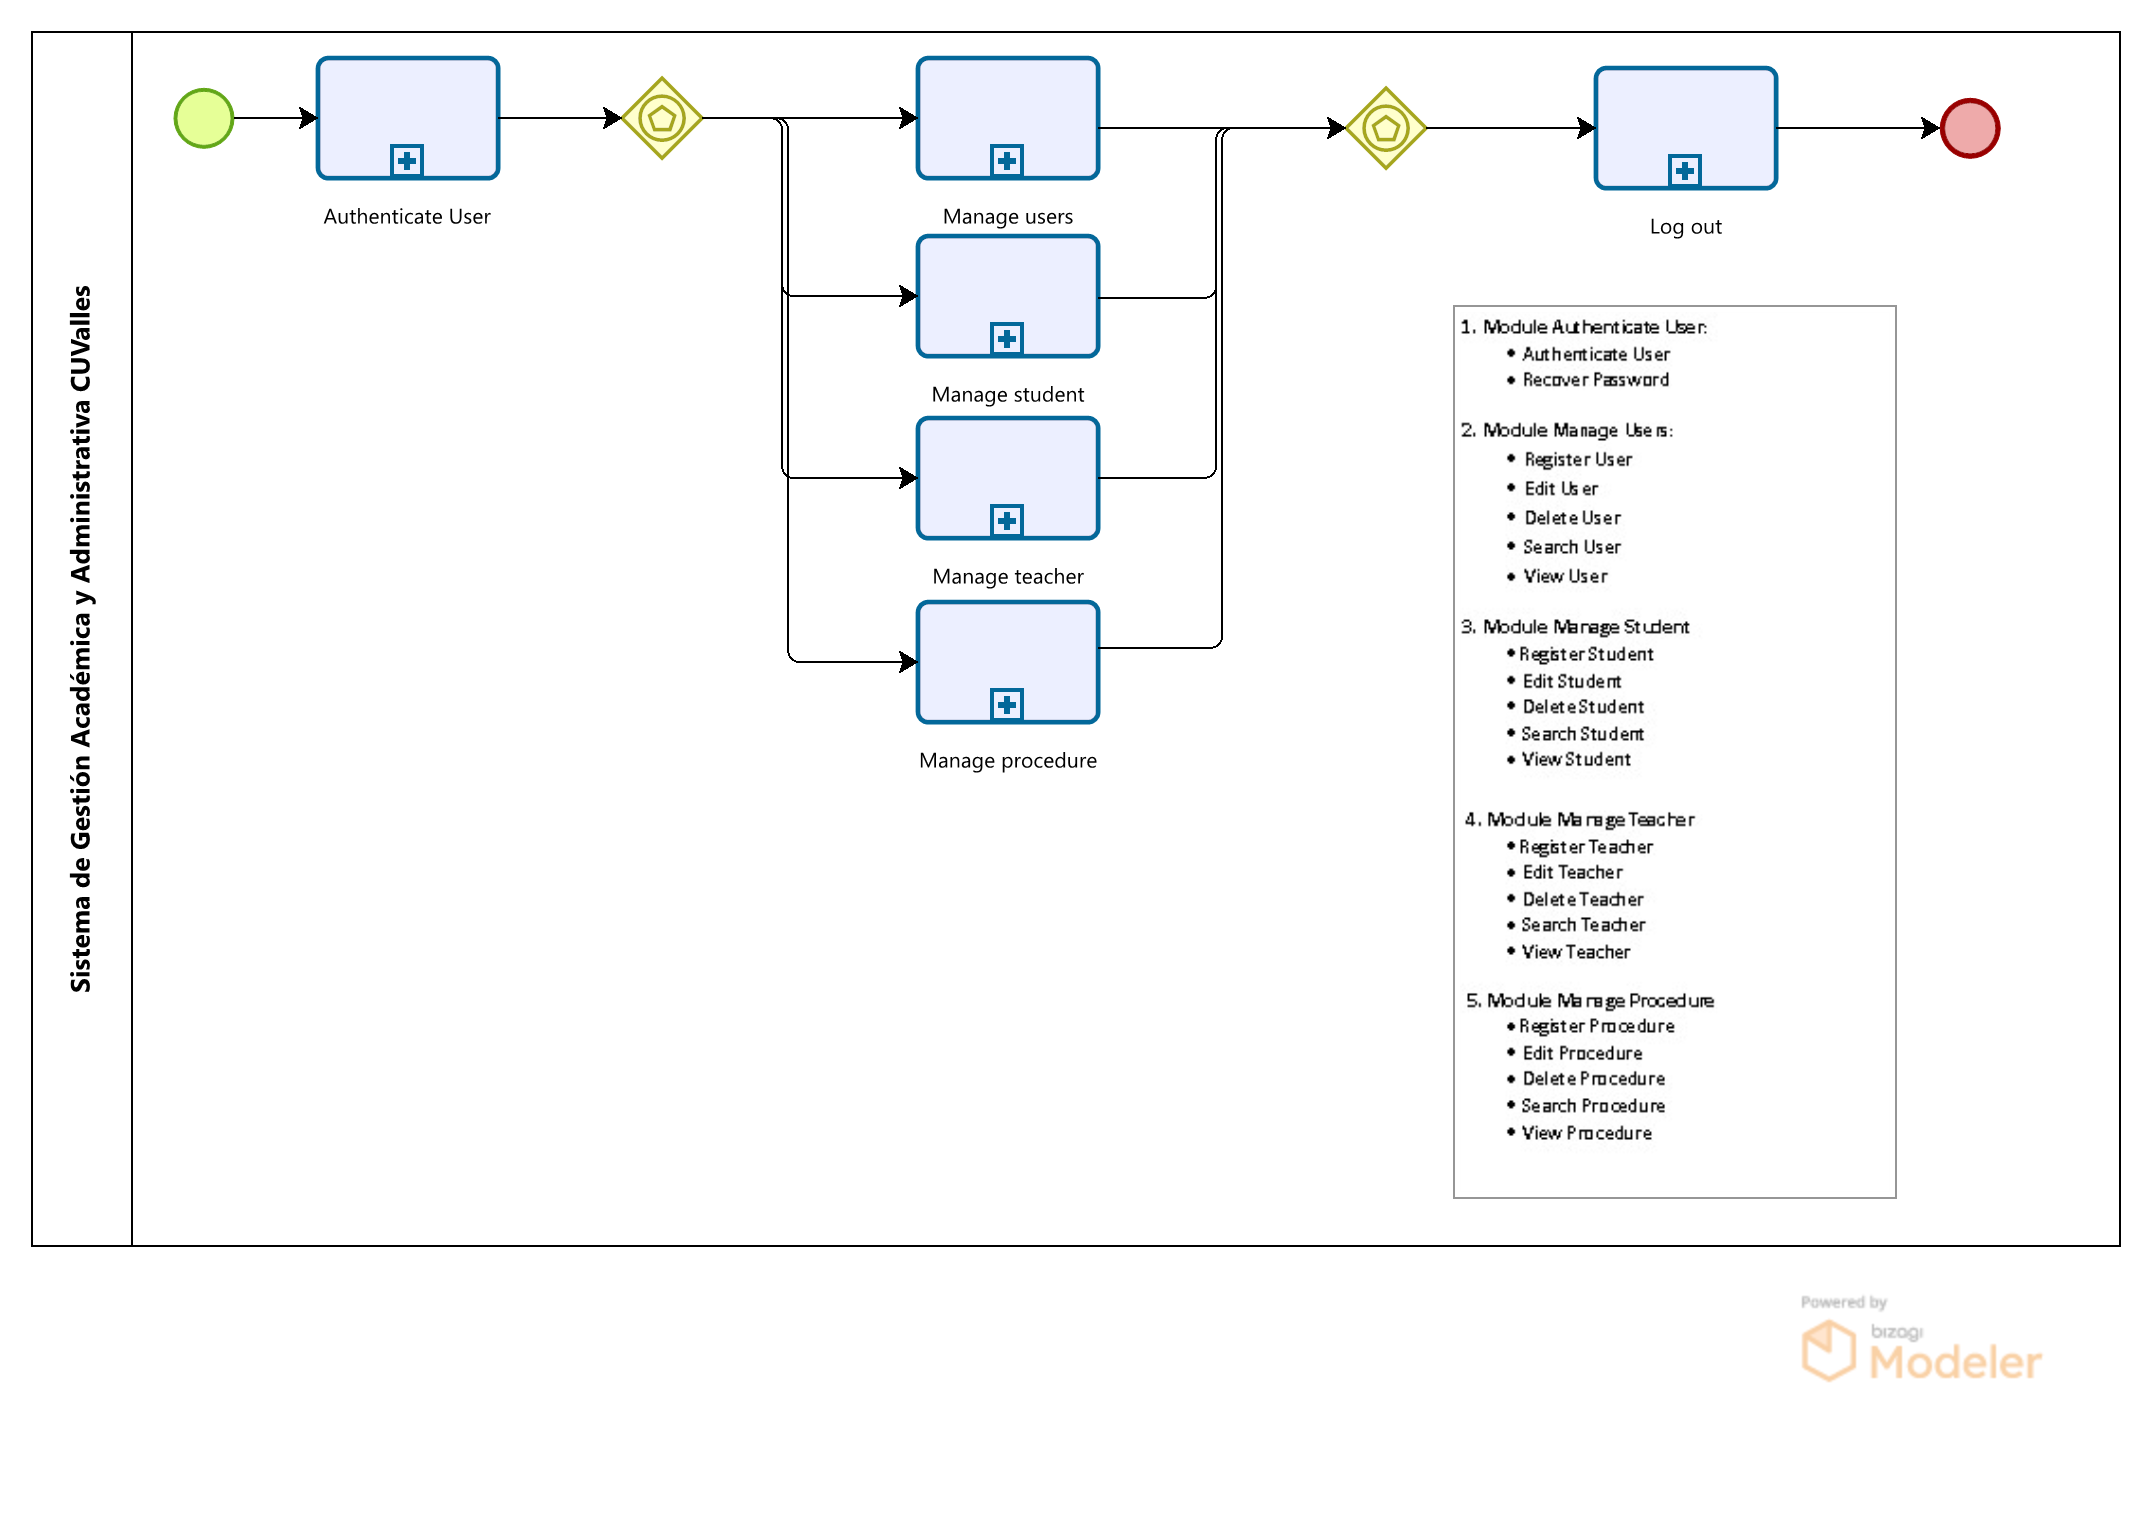 Sistema de Gestión Académica y Administrativa CUValles
Authenticate User
Manage users
Manage student
Manage teacher
Manage procedure
Log out
1. Module Authenticate User:
• Authenticate User
• Recover Password
2. Module Manage Users:
• Register User
• Edit User
• Delete User
• Search User
• View User
3. Module Manage Student
• Register Student
• Edit Student
• Delete Student
• Search Student
• View Student
4. Module Manage Teacher
• Register Teacher
• Edit Teacher
• Delete Teacher
• Search Teacher
• View Teacher
5. Module Manage Procedure
• Register Procedure
• Edit Procedure
• Delete Procedure
• Search Procedure
• View Procedure
Powered by
bizagi
Modeler